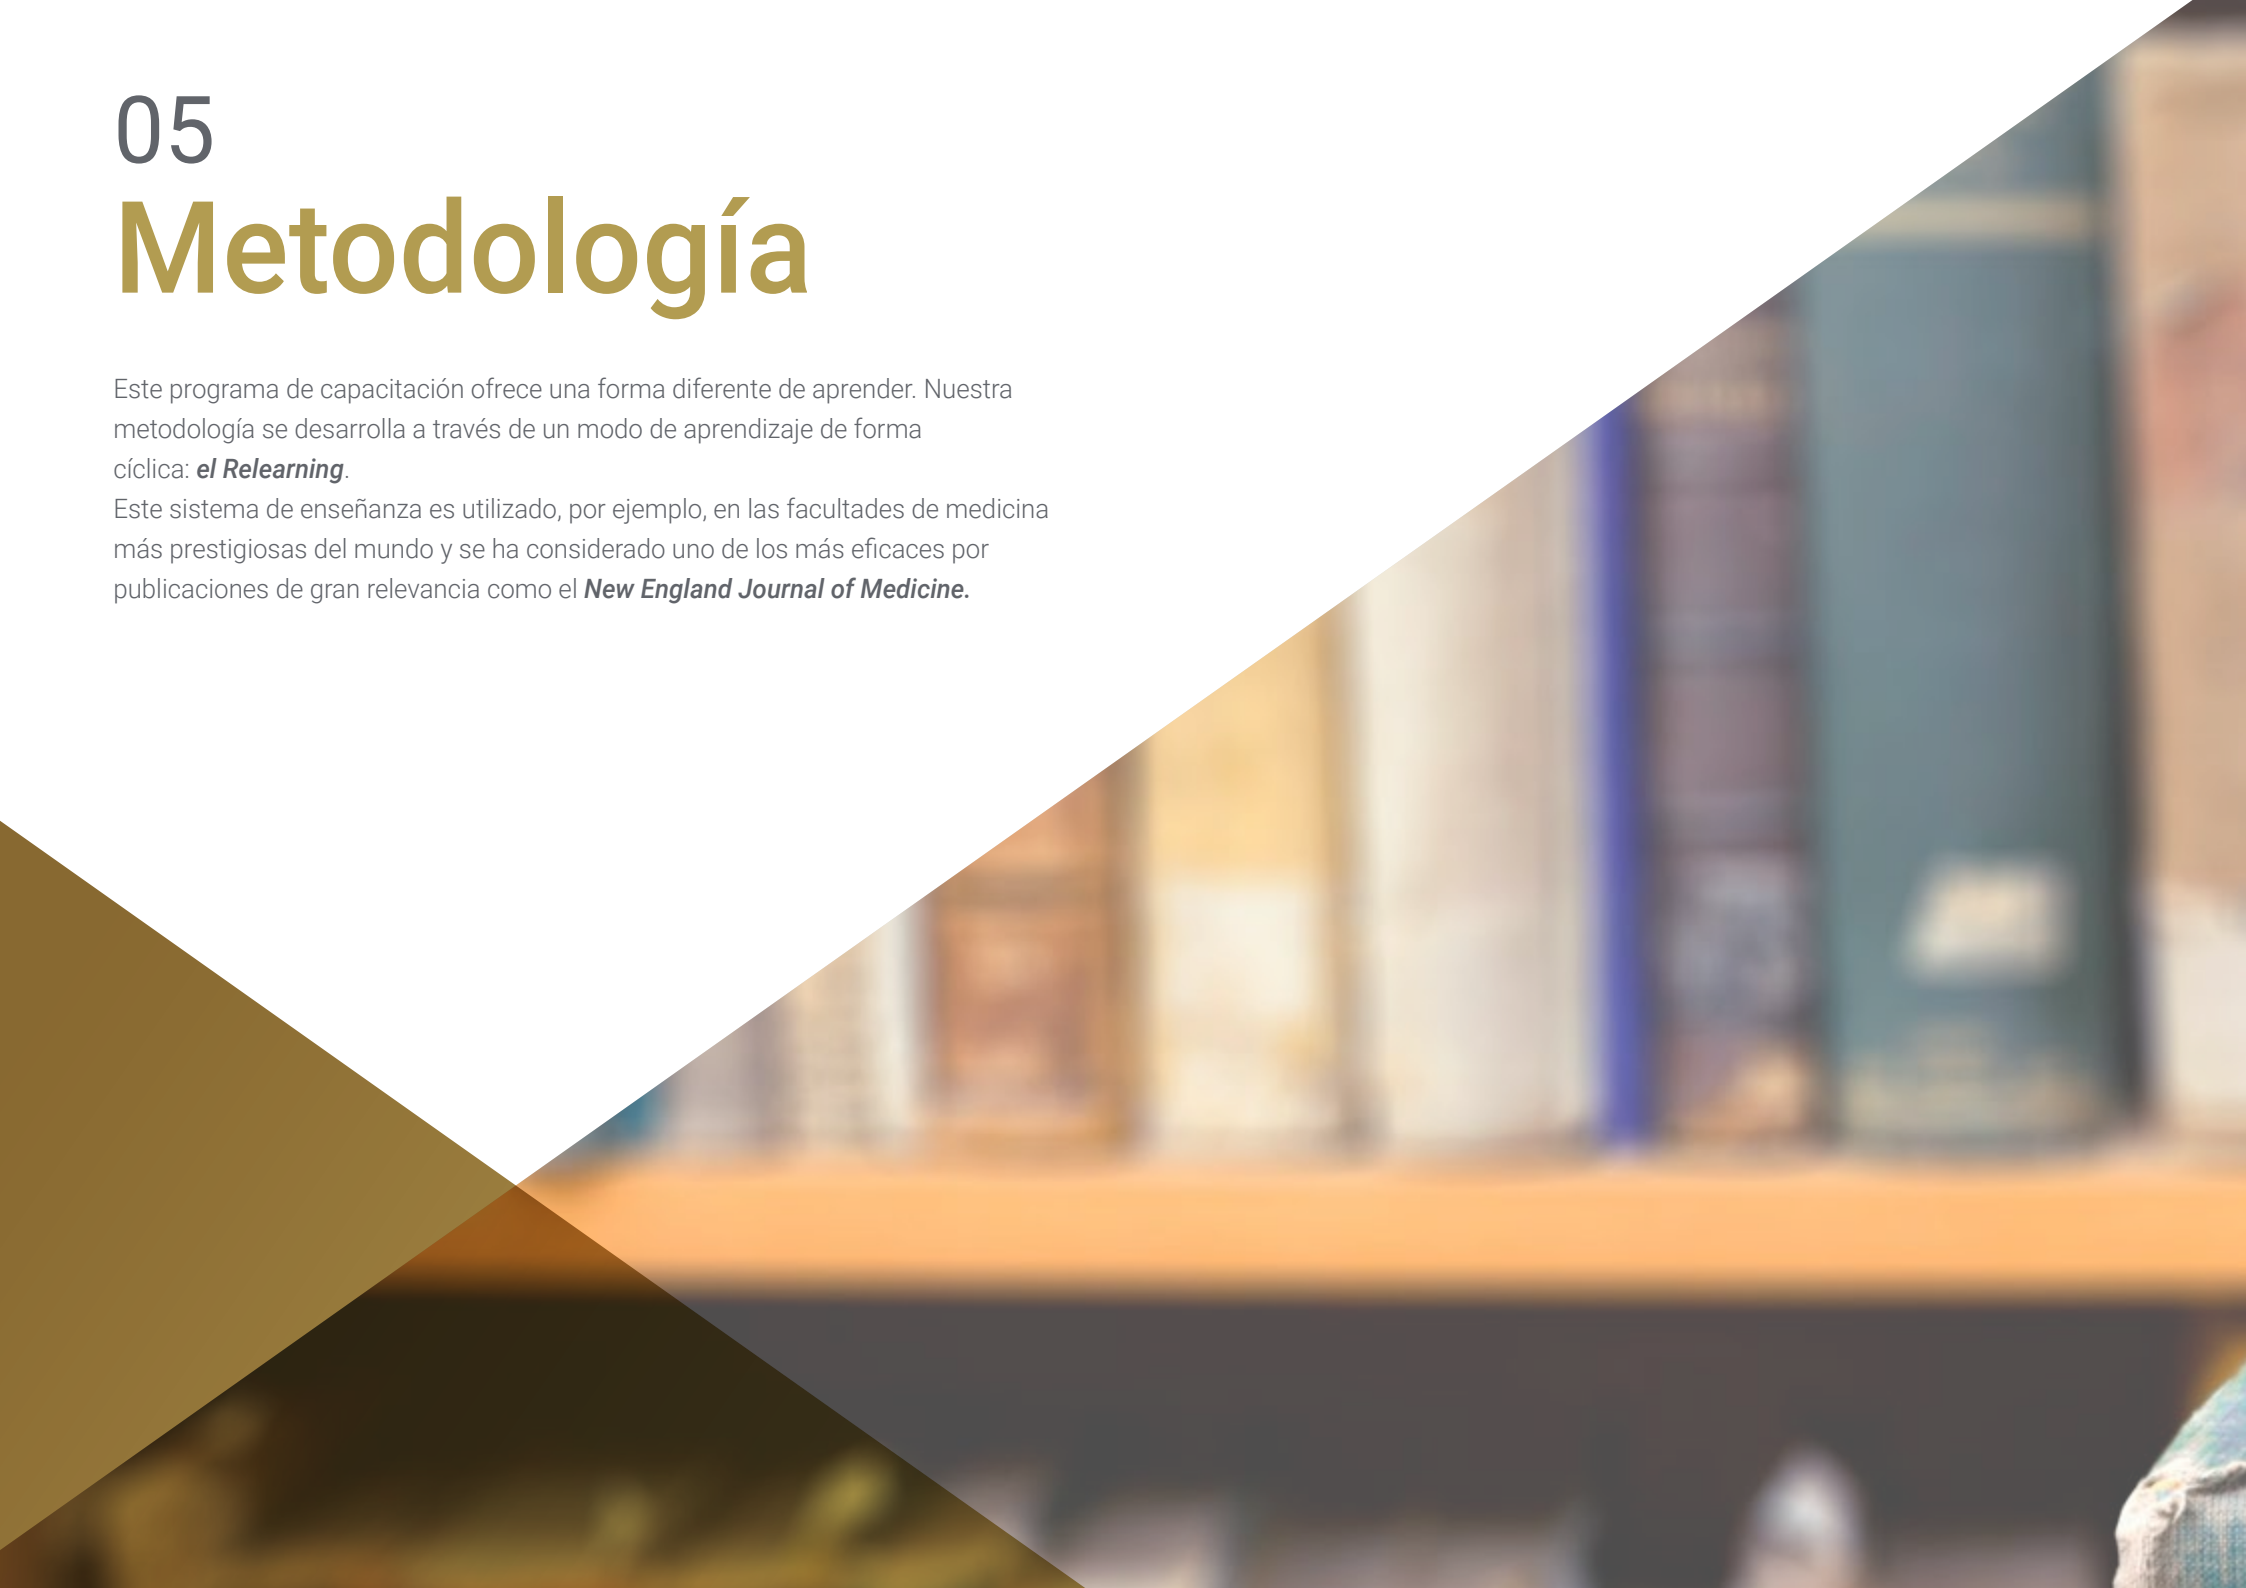 05
Metodología
Este programa de capacitación ofrece una forma diferente de aprender. Nuestra
metodología se desarrolla a través de un modo de aprendizaje de forma
cíclica: el Relearning.
Este sistema de enseñanza es utilizado, por ejemplo, en las facultades de medicina
más prestigiosas del mundo y se ha considerado uno de los más eficaces por
publicaciones de gran relevancia como el New England Journal of Medicine.